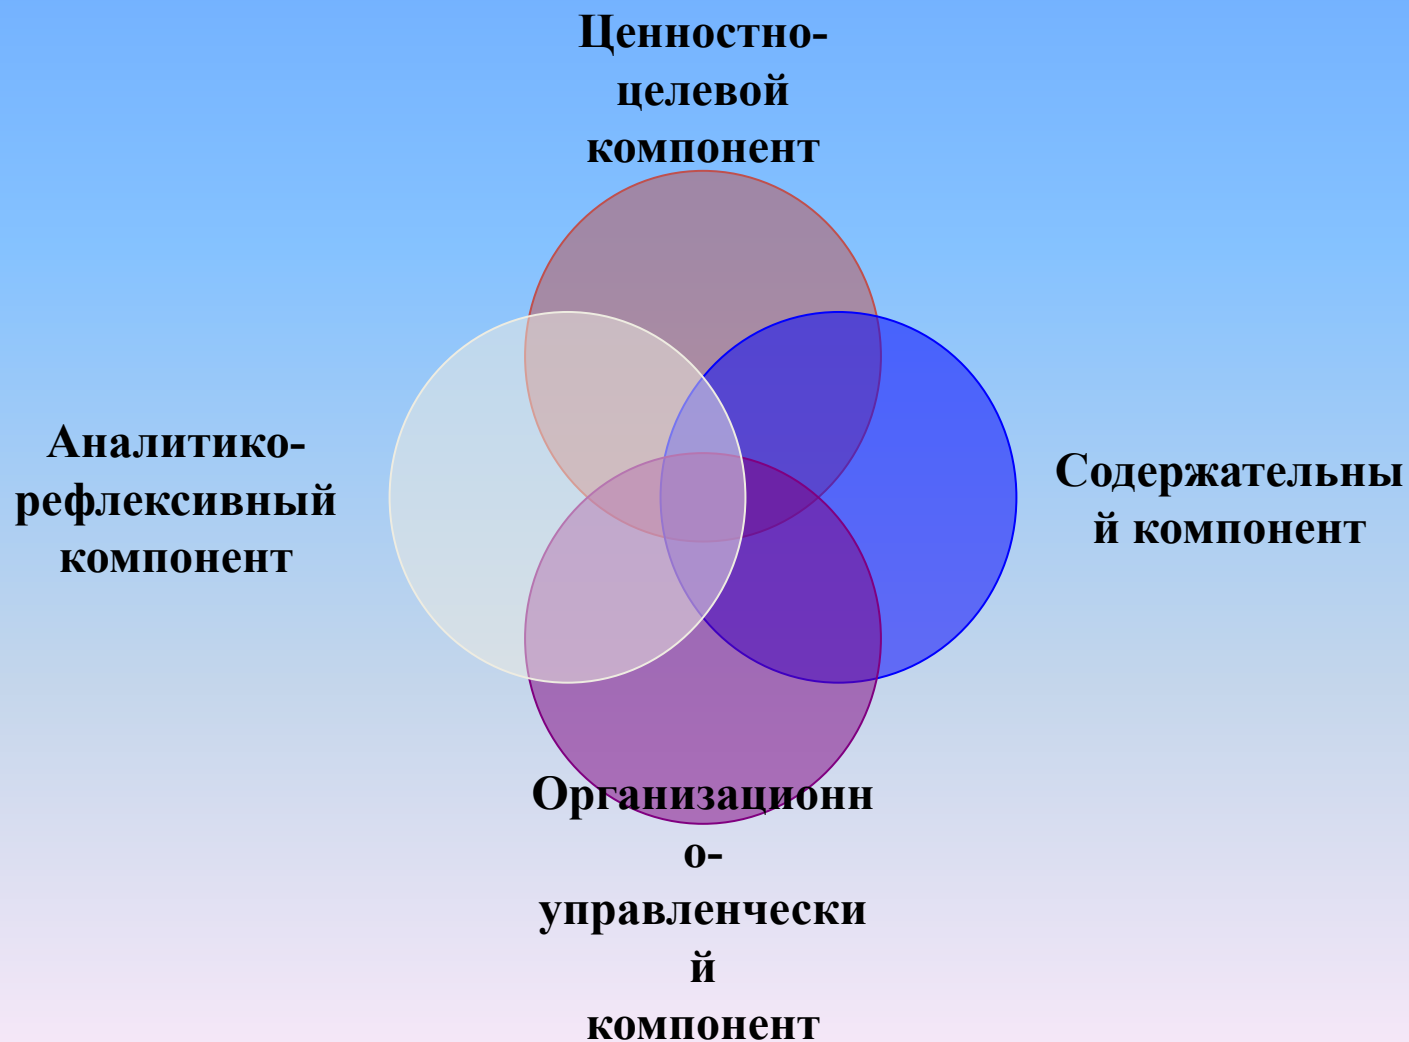 Ценностно-
целевой
компонент
Аналитико-
рефлексивный
компонент
Содержательны
й компонент
Организационн
о-
управленчески
й
компонент